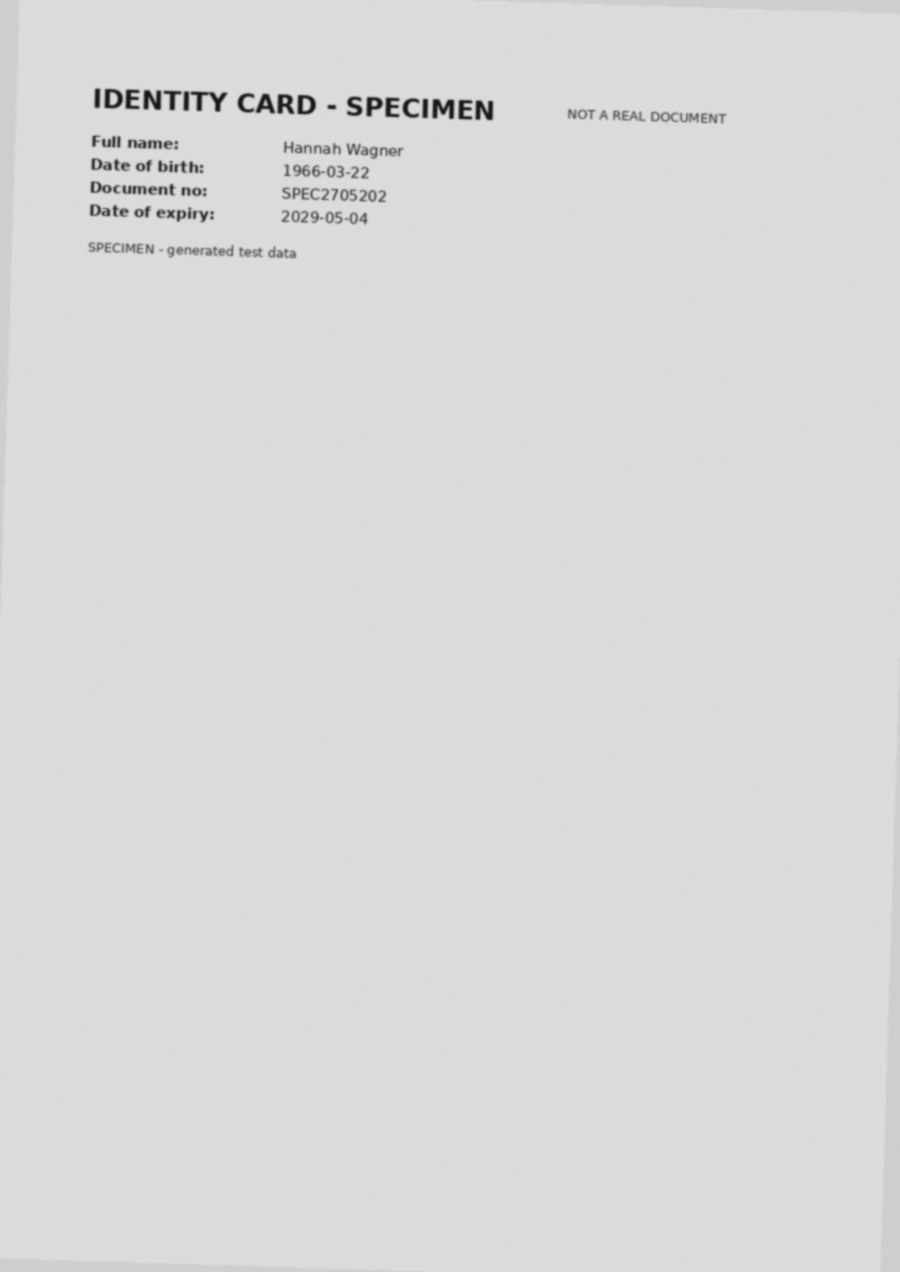 IDENTITY CARD - SPECIMEN
NOT A REAL DOCUMENT
Full name: Hannah Wagner
Date of birth: 1966-03-22
Document no: SPEC2705202
Date of expiry: 2029-05-04
SPECIMEN - generated test data